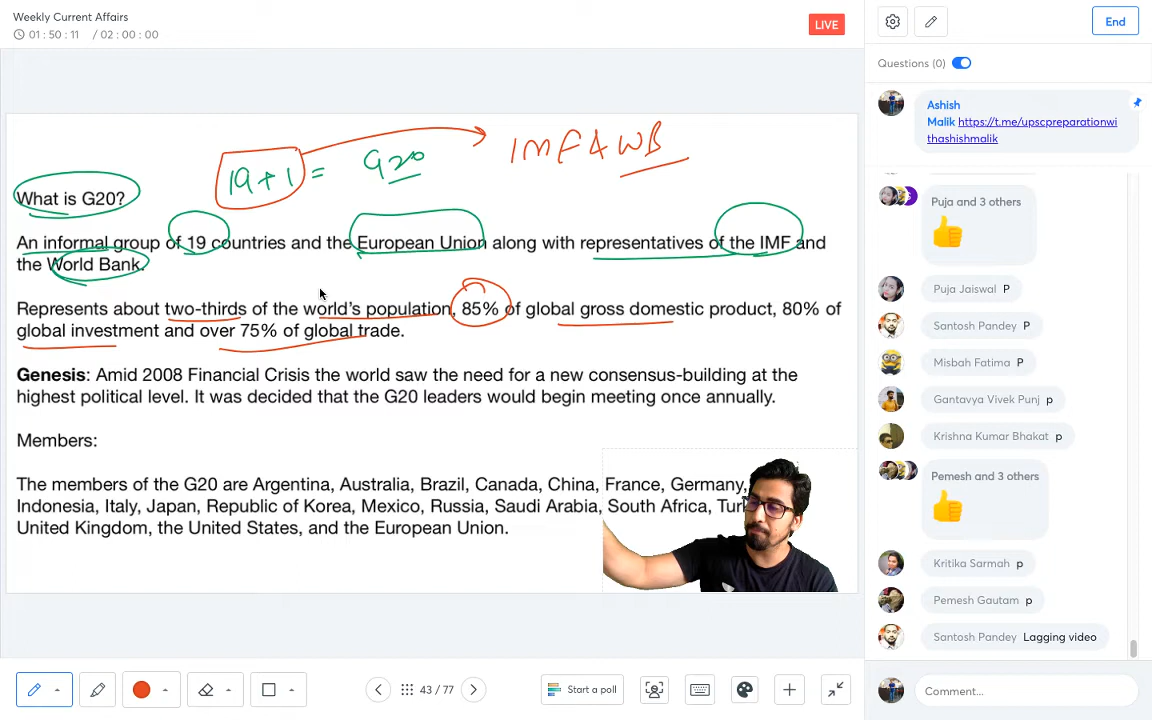 Weekly Current Affairs
01 : 50 : 11 / 02 : 00 : 00
LIVE
End
Questions (0)
19+1 = G20
IMF & WB
What is G20?
An informal group of 19 countries and the European Union along with representatives of the IMF and
the World Bank.
Represents about two-thirds of the world's population, 85% of global gross domestic product, 80% of
global investment and over 75% of global trade.
Genesis: Amid 2008 Financial Crisis the world saw the need for a new consensus-building at the
highest political level. It was decided that the G20 leaders would begin meeting once annually.
Members:
The members of the G20 are Argentina, Australia, Brazil, Canada, China, France, Germany,
Indonesia, Italy, Japan, Republic of Korea, Mexico, Russia, Saudi Arabia, South Africa,
United Kingdom, the United States, and the European Union.
43 / 77
Start a poll
Ashish
Malik https://t.me/upscpreparationwi
thashishmalik
Puja and 3 others
Puja Jaiswal P
Santosh Pandey P
Misbah Fatima P
Gantavya Vivek Punj p
Krishna Kumar Bhakat p
Pemesh and 3 others
Kritika Sarmah p
Pemesh Gautam p
Santosh Pandey Lagging video
Comment...